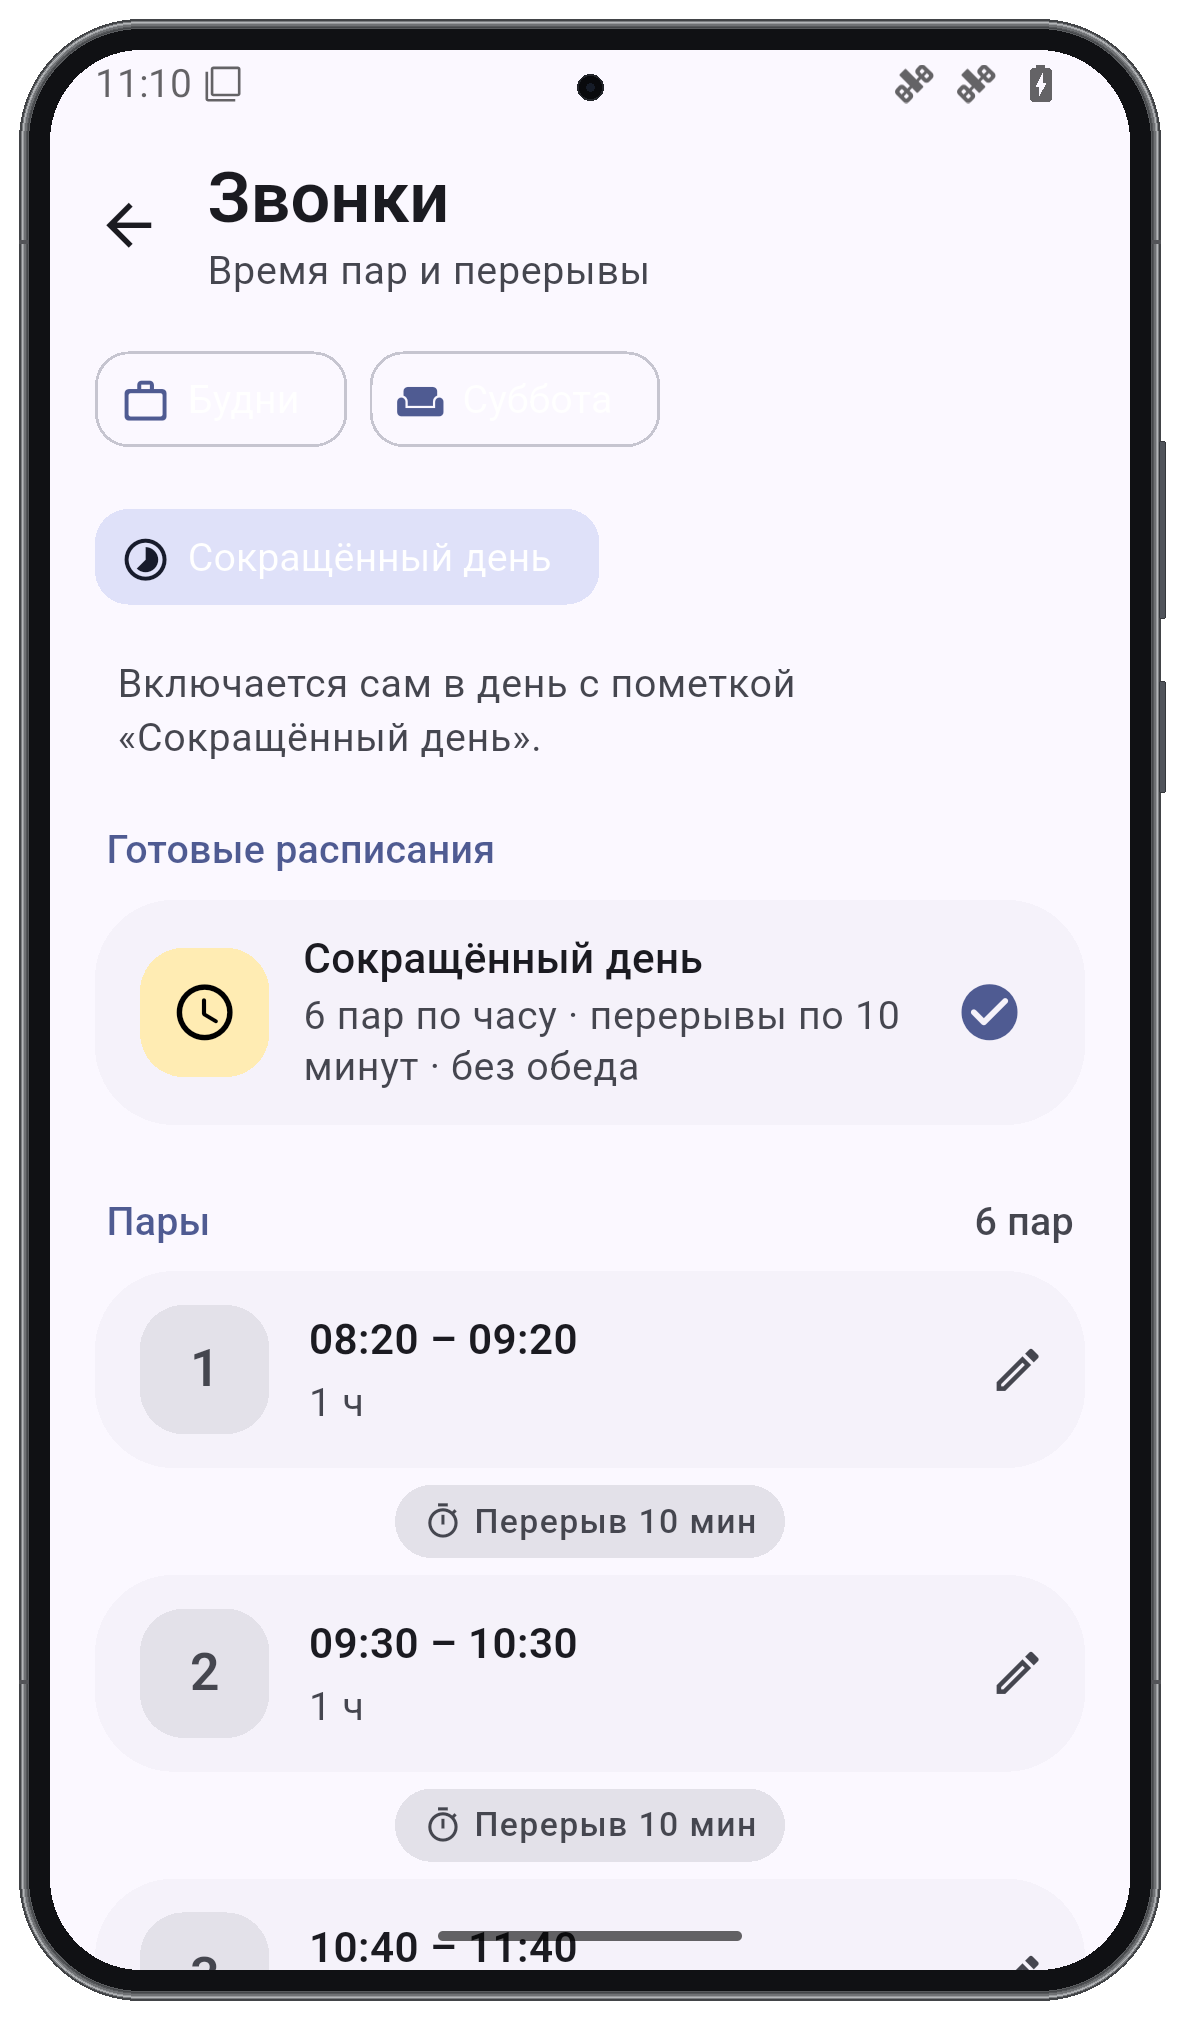 11:10
Звонки
Время пар и перерывы
Будни
Суббота
Сокращённый день
Включается сам в день с пометкой
«Сокращённый день».
Готовые расписания
Сокращённый день
6 пар по часу · перерывы по 10
минут · без обеда
Пары
6 пар
1
08:20 – 09:20
1 ч
Перерыв 10 мин
2
09:30 – 10:30
1 ч
Перерыв 10 мин
3
10:40 – 11:40